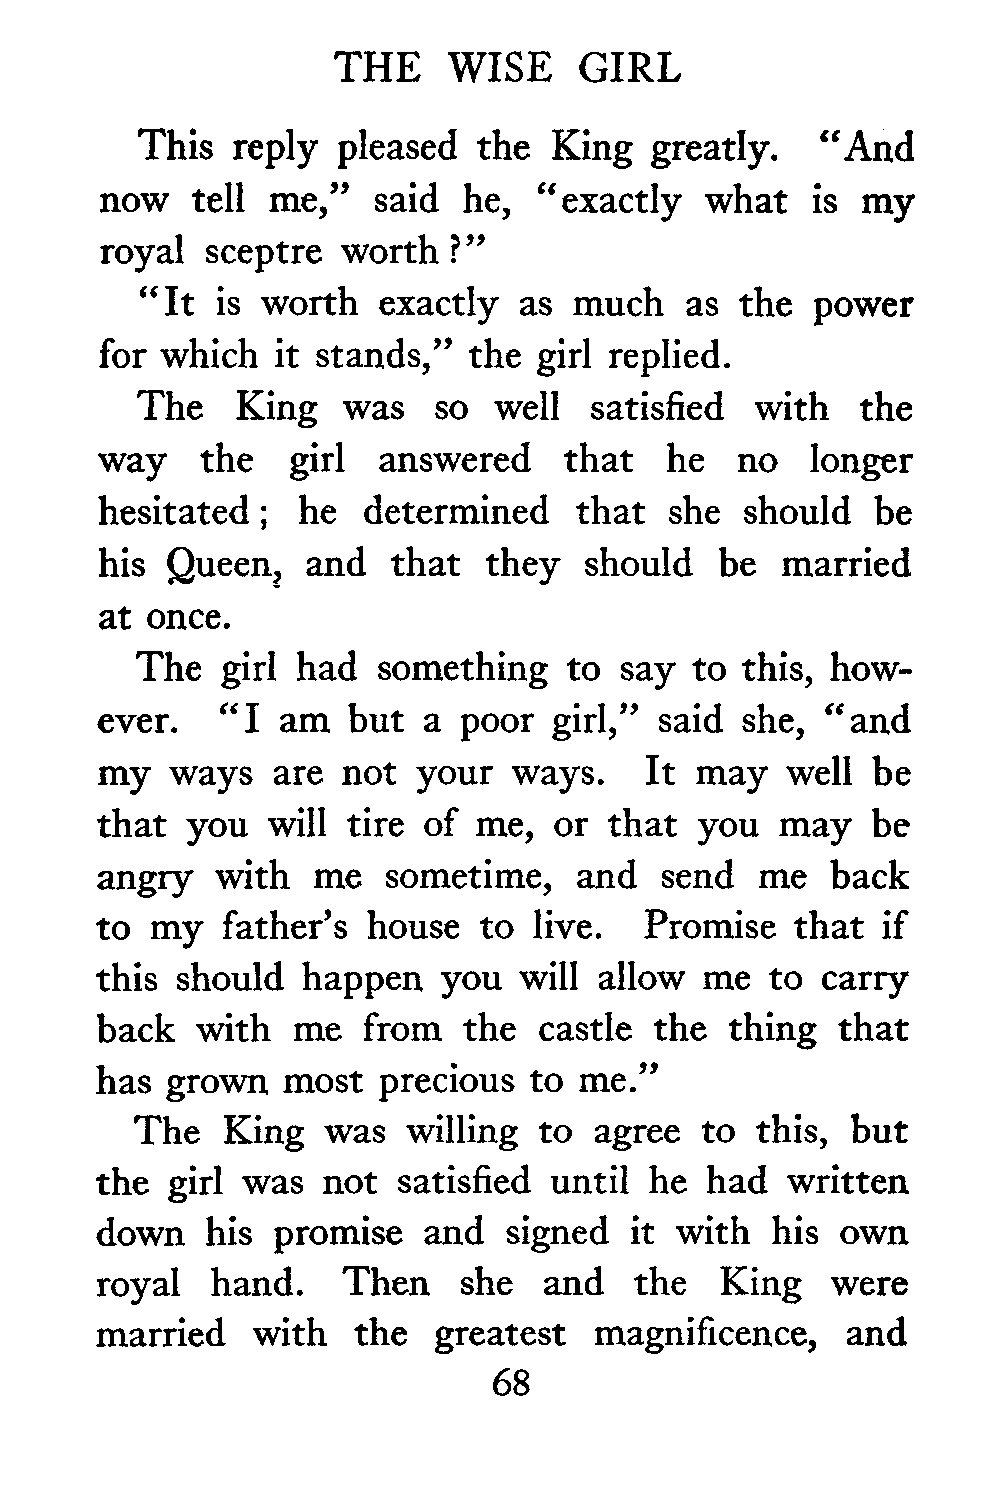 THE WISE GIRL
This reply pleased the King greatly. “And
now tell me,” said he, “exactly what is my
royal sceptre worth?”
“It is worth exactly as much as the power
for which it stands,” the girl replied.
The King was so well satisfied with the
way the girl answered that he no longer
hesitated; he determined that she should be
his Queen, and that they should be married
at once.
The girl had something to say to this, how-
ever. “I am but a poor girl,” said she, “and
my ways are not your ways. It may well be
that you will tire of me, or that you may be
angry with me sometime, and send me back
to my father’s house to live. Promise that if
this should happen you will allow me to carry
back with me from the castle the thing that
has grown most precious to me.”
The King was willing to agree to this, but
the girl was not satisfied until he had written
down his promise and signed it with his own
royal hand. Then she and the King were
married with the greatest magnificence, and
68